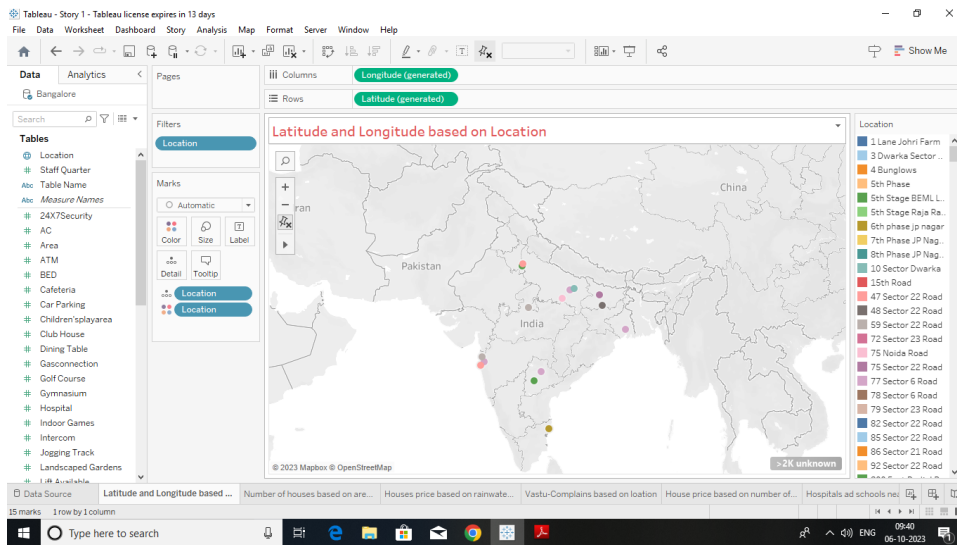 Tableau - Story 1 - Tableau license expires in 13 days
File Data Worksheet Dashboard Story Analysis Map Format Server Window Help
Show Me
Data Analytics
Bangalore
Search
Tables
Location
Staff Quarter
Abc Table Name
Abc Measure Names
24X7Security
AC
Area
ATM
BED
Cafeteria
Car Parking
Children'splayarea
Club House
Dining Table
Gasconnection
Golf Course
Gymnasium
Hospital
Indoor Games
Intercom
Jogging Track
Landscaped Gardens
Lift Available
Pages
Filters
Location
Marks
Automatic
Color Size Label
Detail Tooltip
Location
Location
Columns Longitude (generated)
Rows Latitude (generated)
Latitude and Longitude based on Location
ran
China
Pakistan
India
© 2023 Mapbox © OpenStreetMap
>2K unknown
Location
1 Lane Johri Farm
3 Dwarka Sector ..
4 Bunglows
5th Phase
5th Stage BEML L..
5th Stage Raja Ra..
6th phase jp nagar
7th Phase JP Nag..
8th Phase JP Nag..
10 Sector Dwarka
15th Road
47 Sector 22 Road
48 Sector 22 Road
59 Sector 22 Road
72 Sector 23 Road
75 Noida Road
75 Sector 22 Road
77 Sector 6 Road
78 Sector 6 Road
79 Sector 23 Road
82 Sector 22 Road
85 Sector 22 Road
86 Sector 21 Road
92 Sector 22 Road
Data Source Latitude and Longitude based ... Number of houses based on are... Houses price based on rainwate... Vastu-Complains based on loation House price based on number of... Hospitals ad schools nea
15 marks 1 row by 1 column
Type here to search
ENG
09:40
06-10-2023